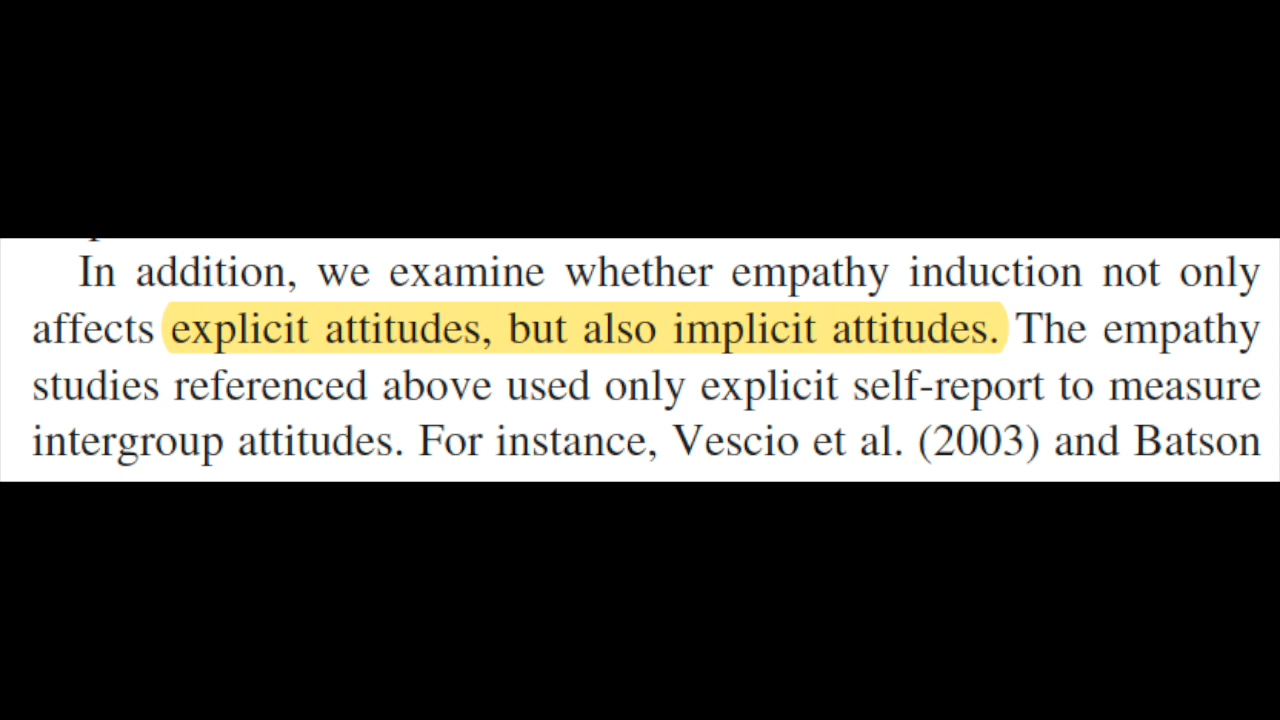 In addition, we examine whether empathy induction not only
affects explicit attitudes, but also implicit attitudes. The empathy
studies referenced above used only explicit self-report to measure
intergroup attitudes. For instance, Vescio et al. (2003) and Batson